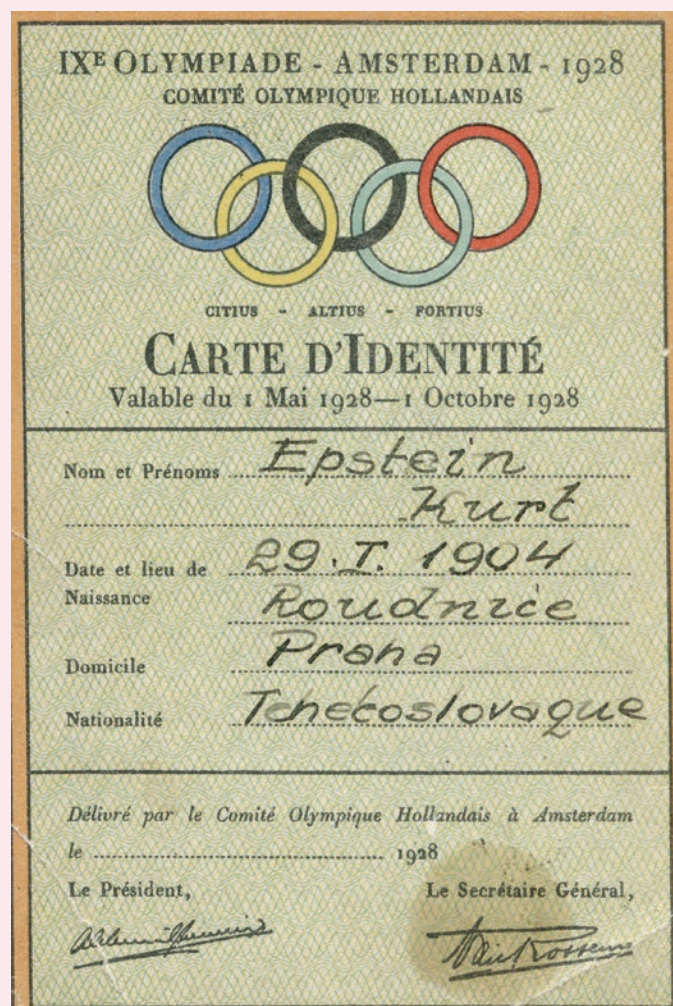 IXE OLYMPIADE - AMSTERDAM - 1928
COMITÉ OLYMPIQUE HOLLANDAIS
CITIUS - ALTIUS - FORTIUS
CARTE D'IDENTITÉ
Valable du 1 Mai 1928—1 Octobre 1928
Nom et Prénoms Epstein
Kurt
Date et lieu de Naissance 29. I. 1904
Roudnice
Domicile Praha
Nationalité Tchécoslovaque
Délivré par le Comité Olympique Hollandais à Amsterdam
le 1928
Le Président, Le Secrétaire Général,